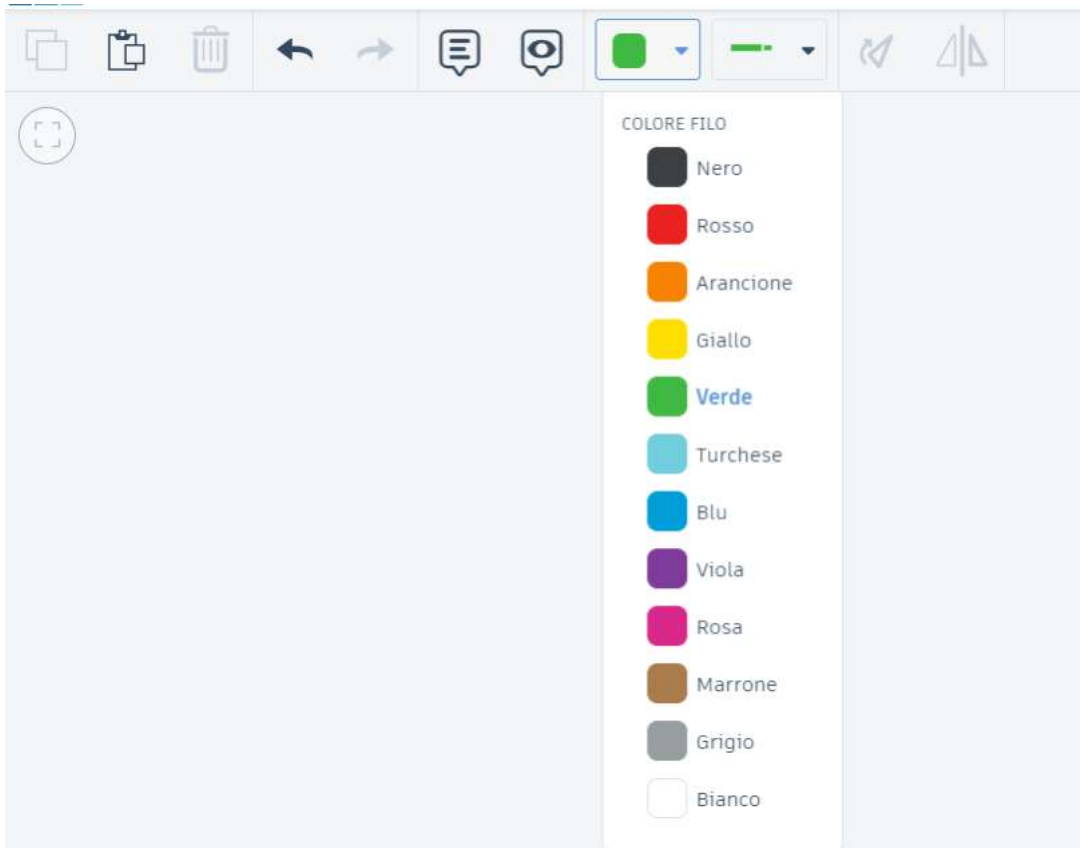 COLORE FILO
Nero
Rosso
Arancione
Giallo
Verde
Turchese
Blu
Viola
Rosa
Marrone
Grigio
Bianco